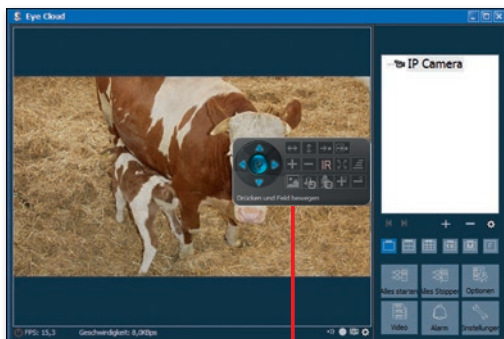 Eye Cloud
IP Camera
IR
Drücken und Feld bewegen
Alles starten
Alles Stoppen
Optionen
Video
Alarm
Einstellungen
FPS: 15,3
Geschwindigkeit: 8,0KBps